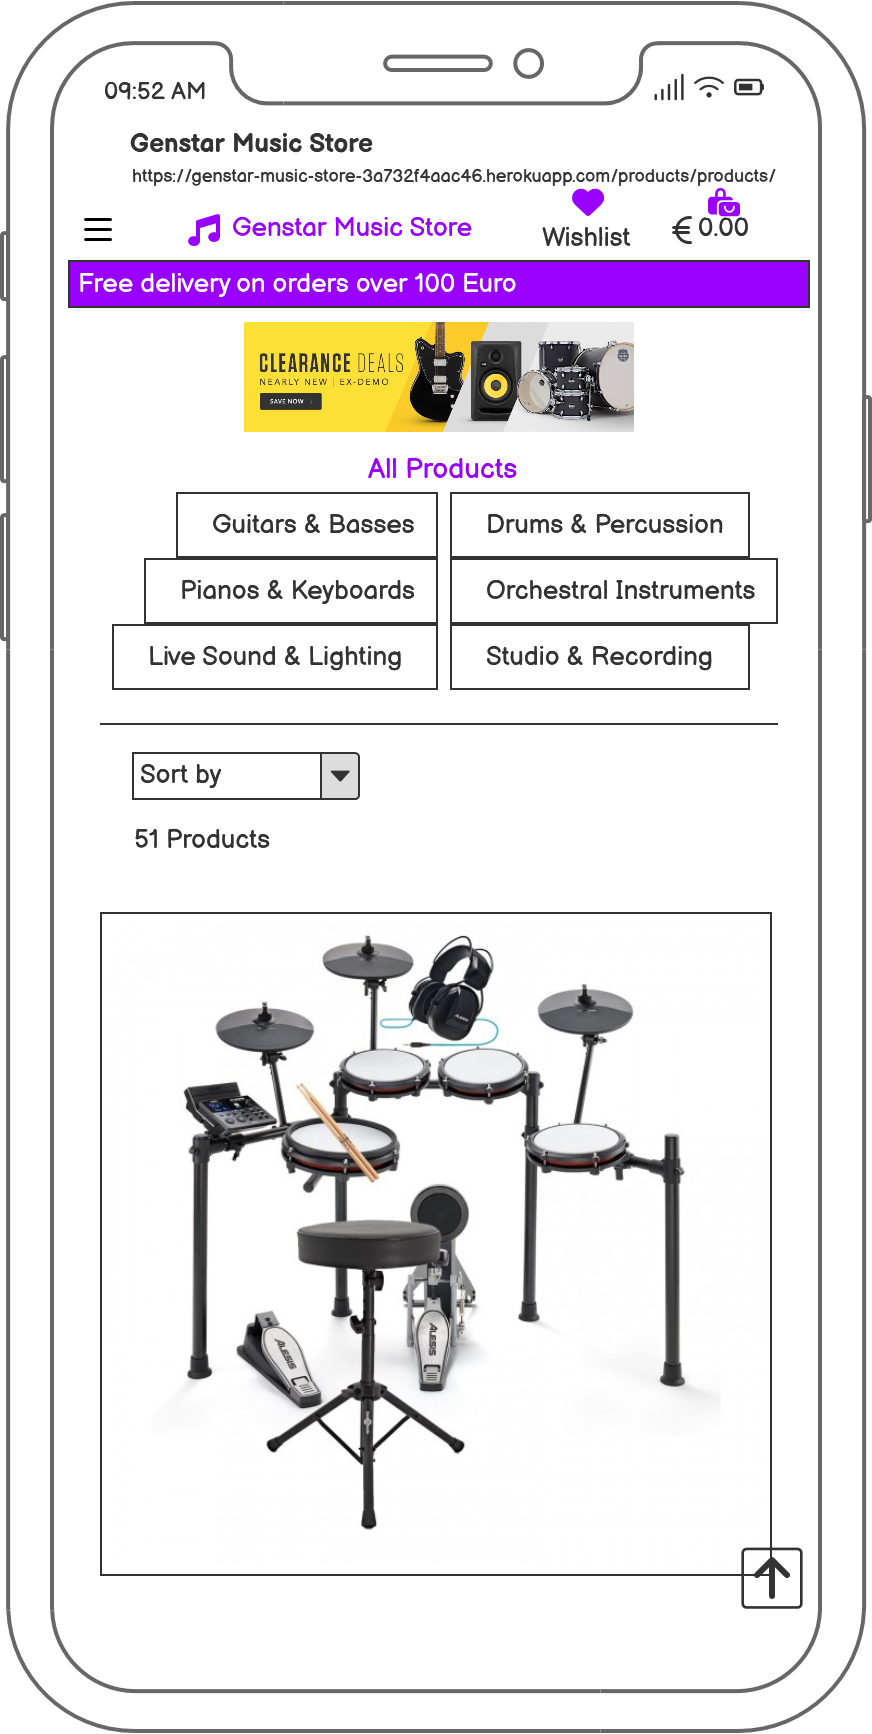 09:52 AM
Genstar Music Store
https://genstar-music-store-3a732f4aac46.herokuapp.com/products/products/
Genstar Music Store
Wishlist
€ 0.00
Free delivery on orders over 100 Euro
CLEARANCE DEALS
NEARLY NEW | EX-DEMO
SAVE NOW
All Products
Guitars & Basses
Drums & Percussion
Pianos & Keyboards
Orchestral Instruments
Live Sound & Lighting
Studio & Recording
Sort by
51 Products
ALESIS
ALESIS
ALESIS